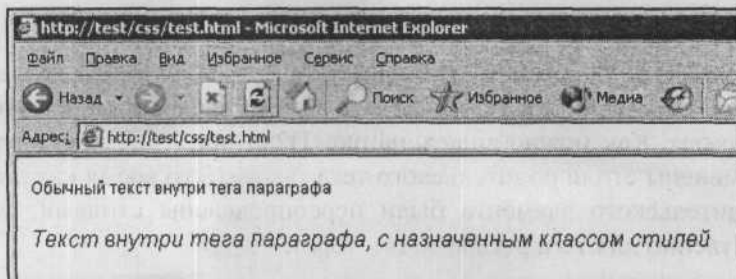 http://test/css/test.html - Microsoft Internet Explorer
Файл Правка Вид Избранное Сервис Справка
Назад Поиск Избранное Медиа
Адрес: http://test/css/test.html
Обычный текст внутри тега параграфа
Текст внутри тега параграфа, с назначенным классом стилей